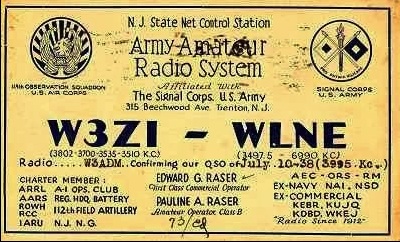 N.J. State Net Control Station
Army Amateur
Radio System
Affiliated With
The Signal Corps, U.S. Army
315 Beechwood Ave. Trenton, N.J.
119th OBSERVATION SQUADRON
U.S. AIR CORPS
SIGNAL CORPS
U.S. ARMY
W3ZI - WLNE
(3802-3700-3535-3510 K.C.) (3497.5 - 6990 K.C.)
Radio:....W3ADM. Confirming our QSO of July. 10-38 (3995. Kc.)
CHARTER MEMBER:
ARRL A-1 OPS. CLUB
AARS REG. HDQ. BATTERY
ROWH 112th FIELD ARTILLERY
RCC
IARU N.J. N.G.
EDWARD G. RASER
First Class Commercial Operator
PAULINE A. RASER
Amateur Operator Class B
73/
AEC-ORS-RM
EX-NAVY NAI, NSD
EX-COMMERCIAL
KEBR, KUJQ
KDBD, WKEJ
"Radio Since 1912"